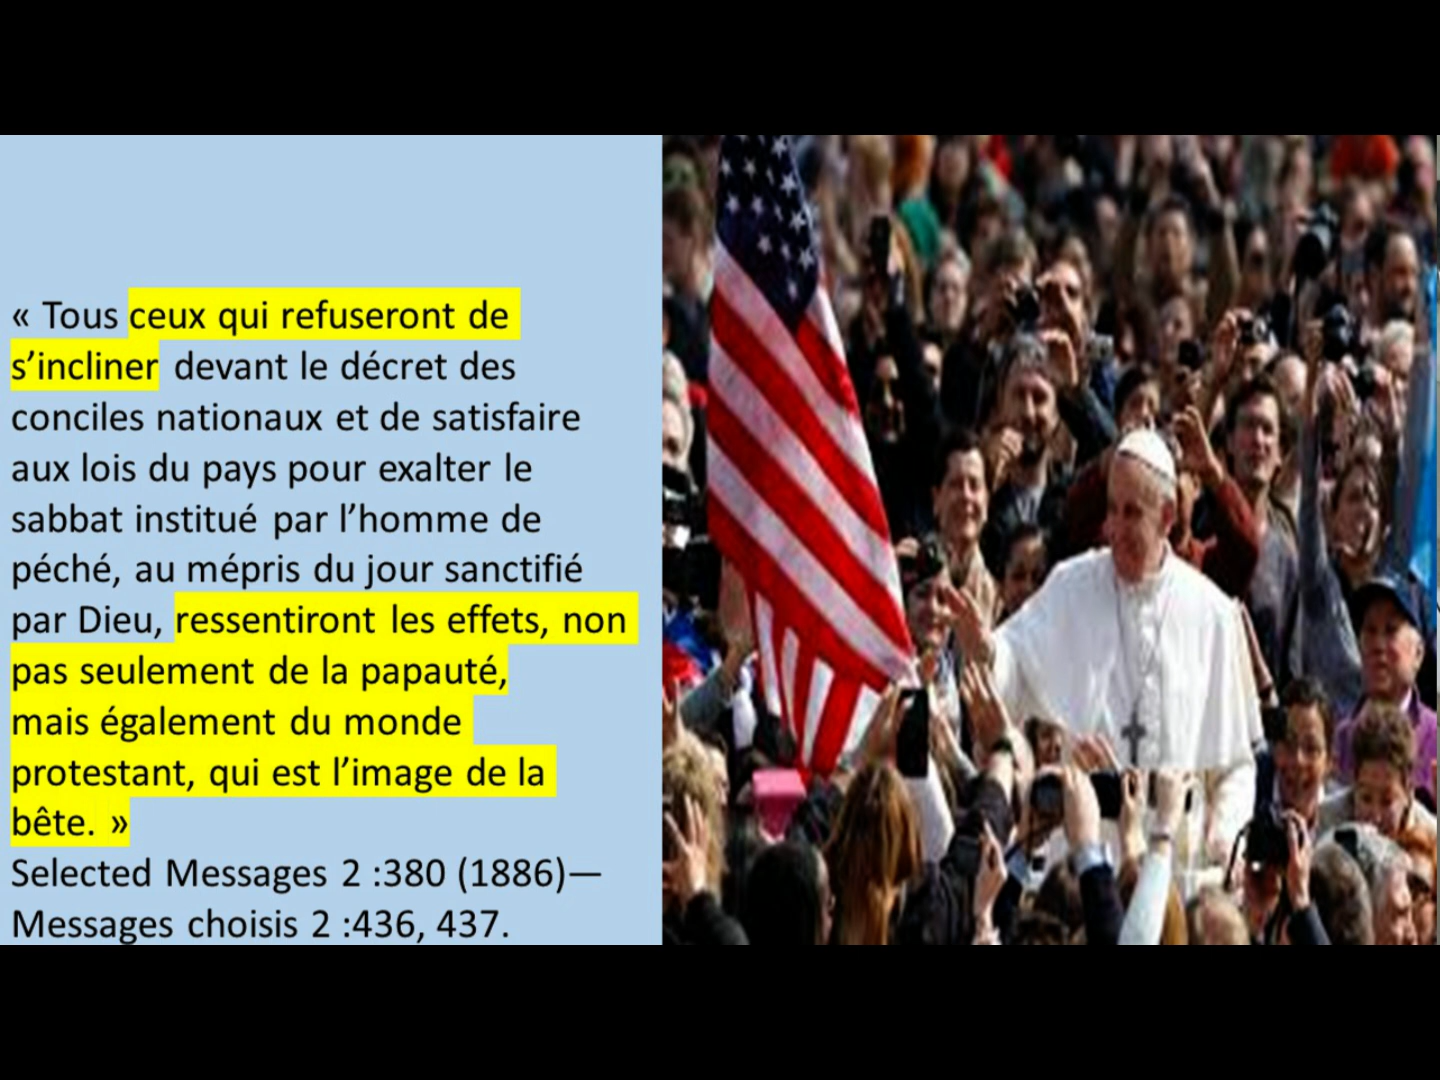 « Tous ceux qui refuseront de
s’incliner devant le décret des
conciles nationaux et de satisfaire
aux lois du pays pour exalter le
sabbat institué par l’homme de
péché, au mépris du jour sanctifié
par Dieu, ressentiront les effets, non
pas seulement de la papauté,
mais également du monde
protestant, qui est l’image de la
bête. »
Selected Messages 2 :380 (1886)—
Messages choisis 2 :436, 437.